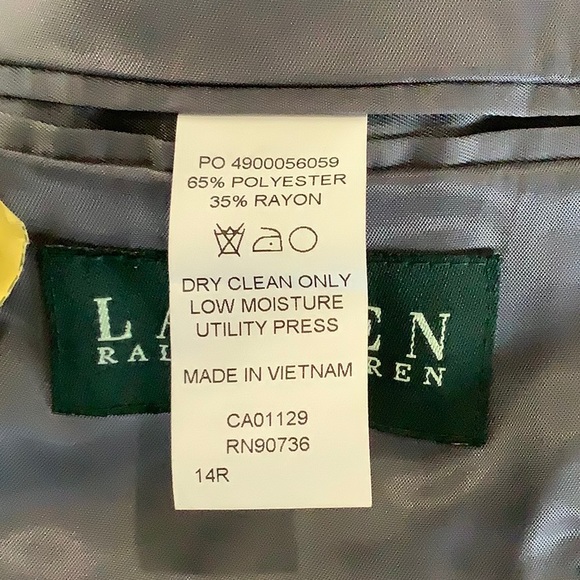 PO 4900056059
65% POLYESTER
35% RAYON
DRY CLEAN ONLY
LOW MOISTURE
UTILITY PRESS
MADE IN VIETNAM
CA01129
RN90736
14R